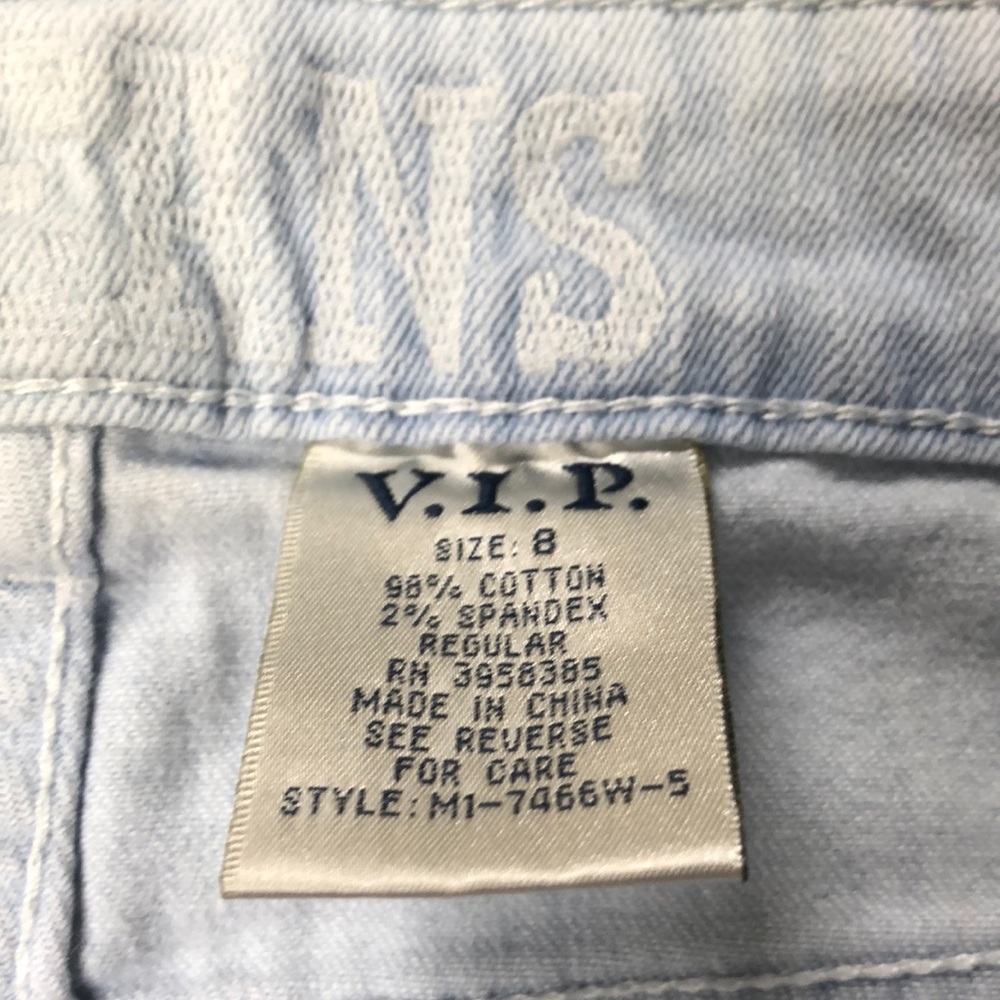 EANS
V.I.P.
SIZE: 8
98% COTTON
2% SPANDEX
REGULAR
RN 3958385
MADE IN CHINA
SEE REVERSE
FOR CARE
STYLE: M1-7466W-5